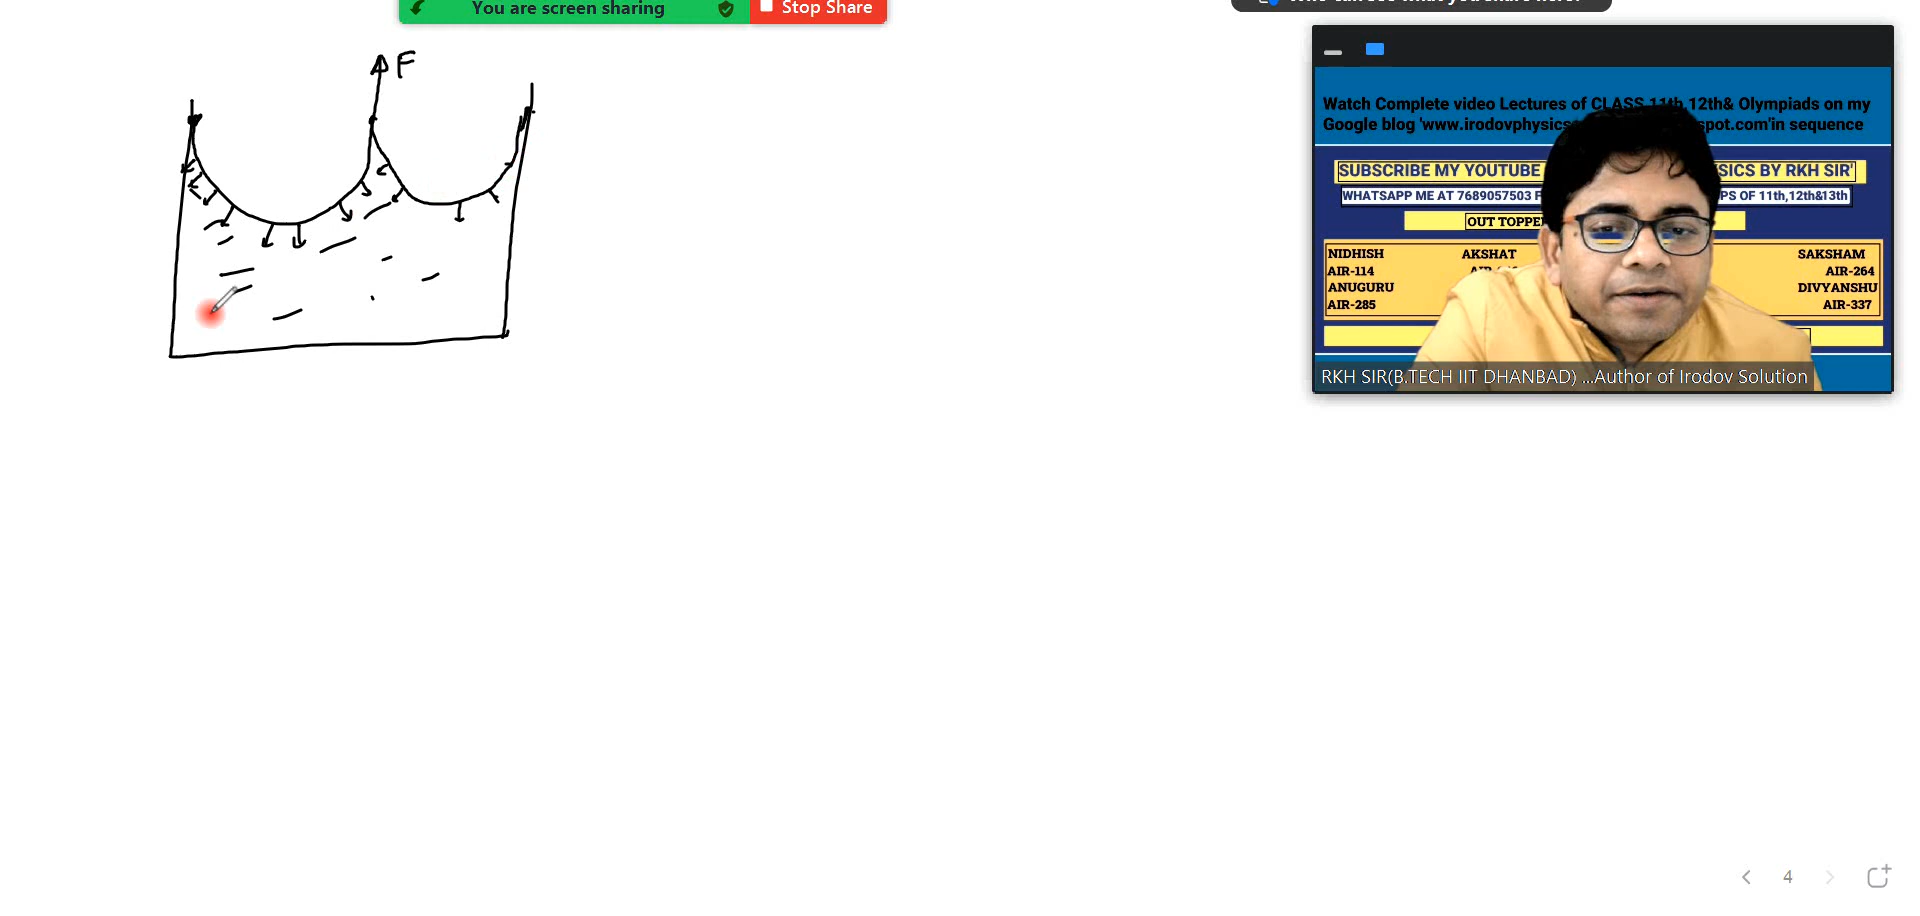 You are screen sharing
Stop Share
F
Watch Complete video Lectures of CLASS 11th,12th& Olympiads on my
Google blog 'www.irodovphysics spot.com'in sequence
SUBSCRIBE MY YOUTUBE SICS BY RKH SIR'
WHATSAPP ME AT 7689057503 PS OF 11th,12th&13th
OUT
NIDHISH AKSHAT SAKSHAM
AIR-114 AIR-264
ANUGURU DIVYANSHU
AIR-285 AIR-337
RKH SIR(B.TECH IIT DHANBAD) ...Author of Irodov Solution
4